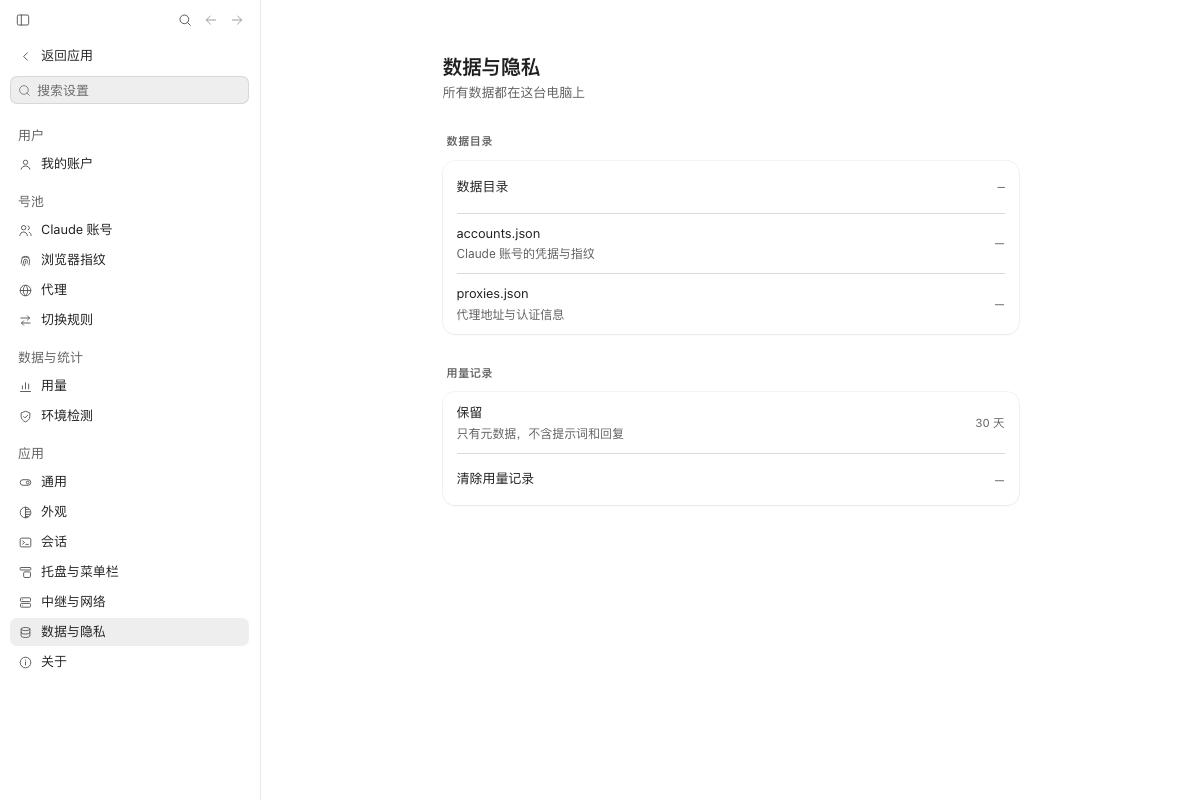 返回应用
搜索设置
用户
我的账户
号池
Claude 账号
浏览器指纹
代理
切换规则
数据与统计
用量
环境检测
应用
通用
外观
会话
托盘与菜单栏
中继与网络
数据与隐私
关于
数据与隐私
所有数据都在这台电脑上
数据目录
数据目录 —
accounts.json —
Claude 账号的凭据与指纹
proxies.json —
代理地址与认证信息
用量记录
保留 30 天
只有元数据，不含提示词和回复
清除用量记录 —